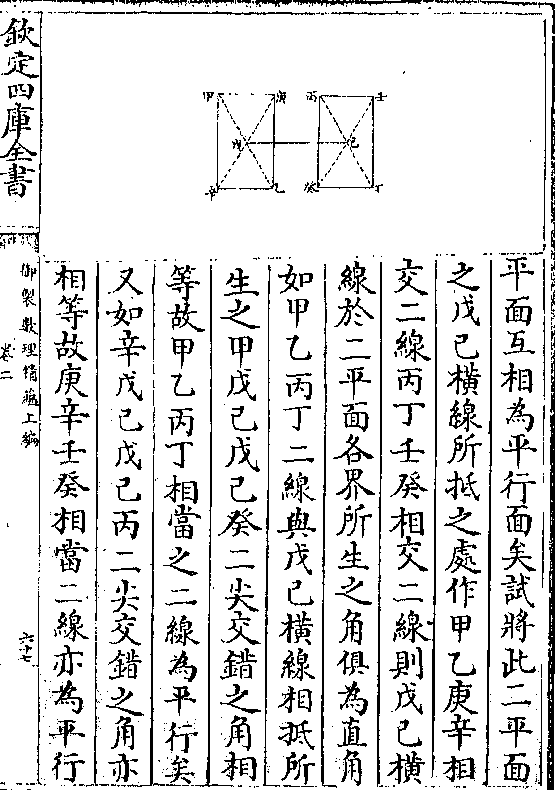 平面互相為平行面矣試將此二平面
之戊己橫線所抵之處作甲乙庚辛相
交二線丙丁壬癸相交二線則戊己橫
線於二平面各界所生之角俱為直角
如甲乙丙丁二線與戊己橫線相抵所
生之甲戊己戊己癸二尖交錯之角相
等故甲乙丙丁相當之二線為平行矣
又如辛戊己戊己丙二尖交錯之角亦
相等故庚辛壬癸相當二線亦為平行
甲 庚 丙 壬
戊 己
辛 乙 癸 丁
欽定四庫全書
御製數理精蘊上編
卷二
六十七